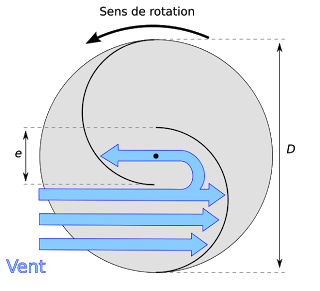 Sens de rotation
e
D
Vent